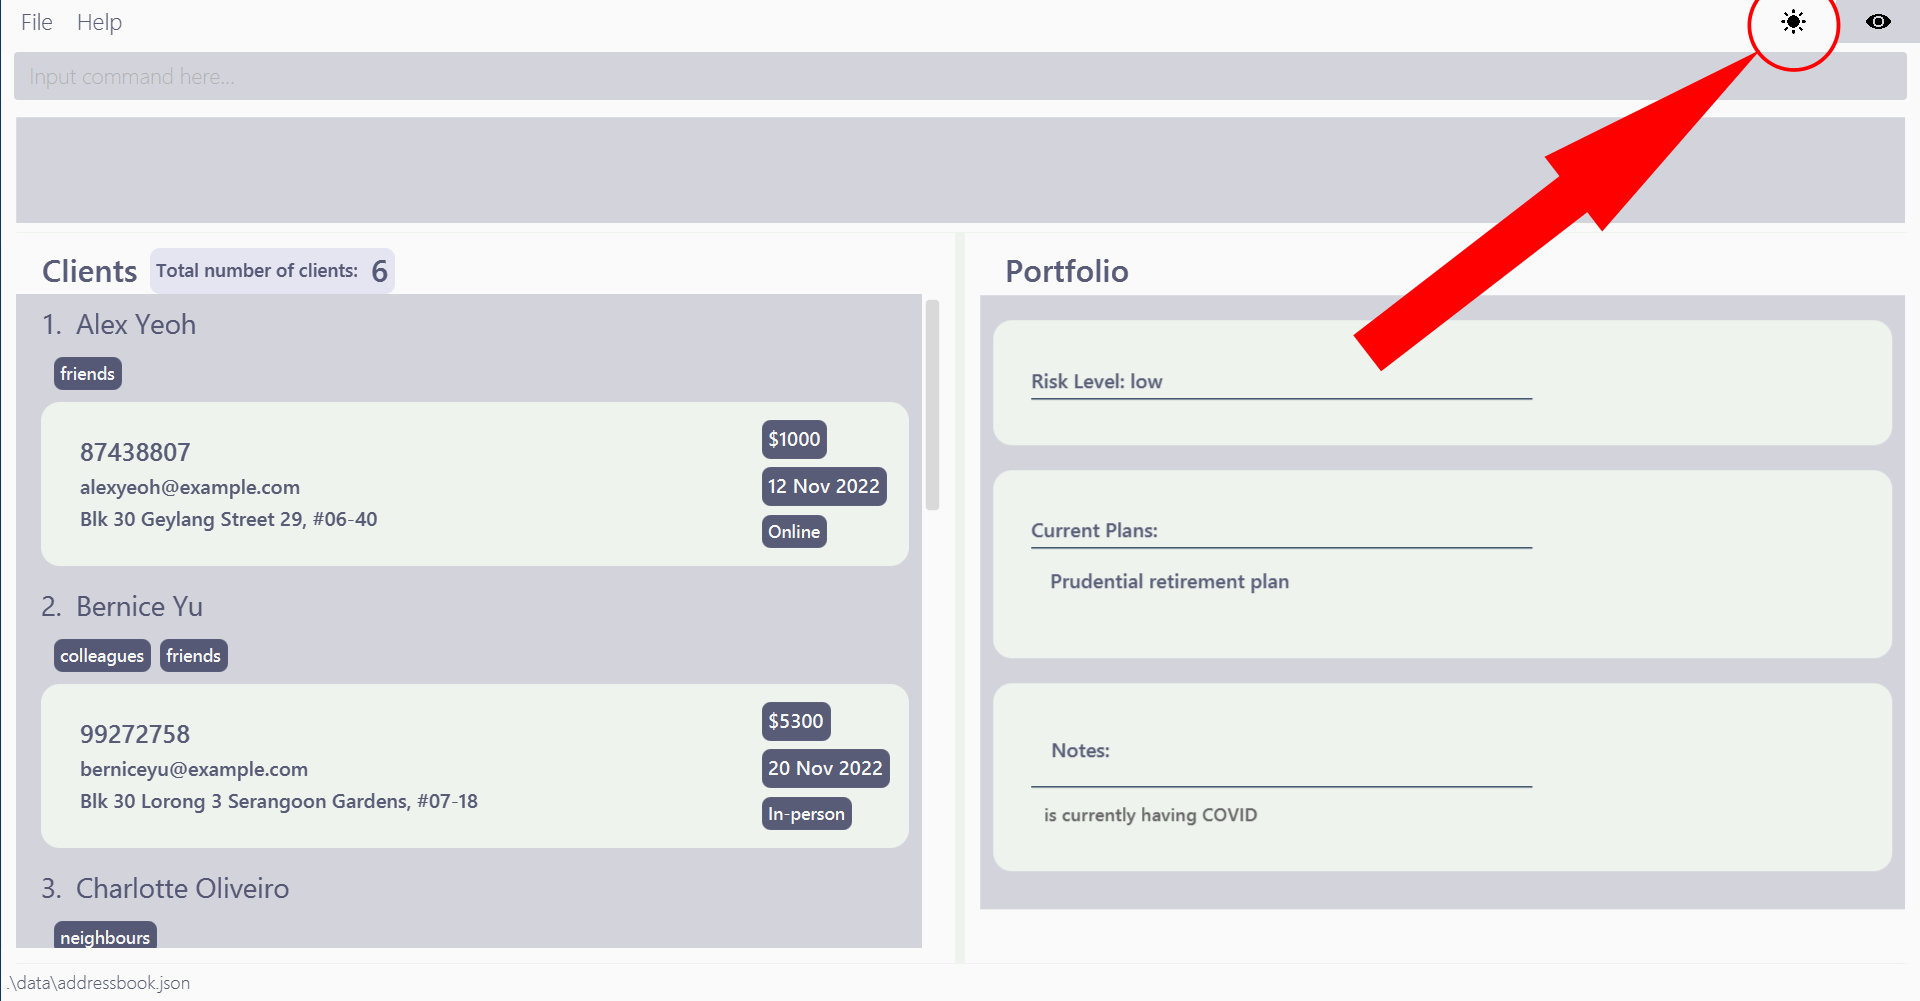 File Help
Input command here...
Clients Total number of clients: 6
1. Alex Yeoh
friends
87438807
alexyeoh@example.com
Blk 30 Geylang Street 29, #06-40
$1000
12 Nov 2022
Online
2. Bernice Yu
colleagues friends
99272758
berniceyu@example.com
Blk 30 Lorong 3 Serangoon Gardens, #07-18
$5300
20 Nov 2022
In-person
3. Charlotte Oliveiro
neighbours
Portfolio
Risk Level: low
Current Plans:
Prudential retirement plan
Notes:
is currently having COVID
.\data\addressbook.json